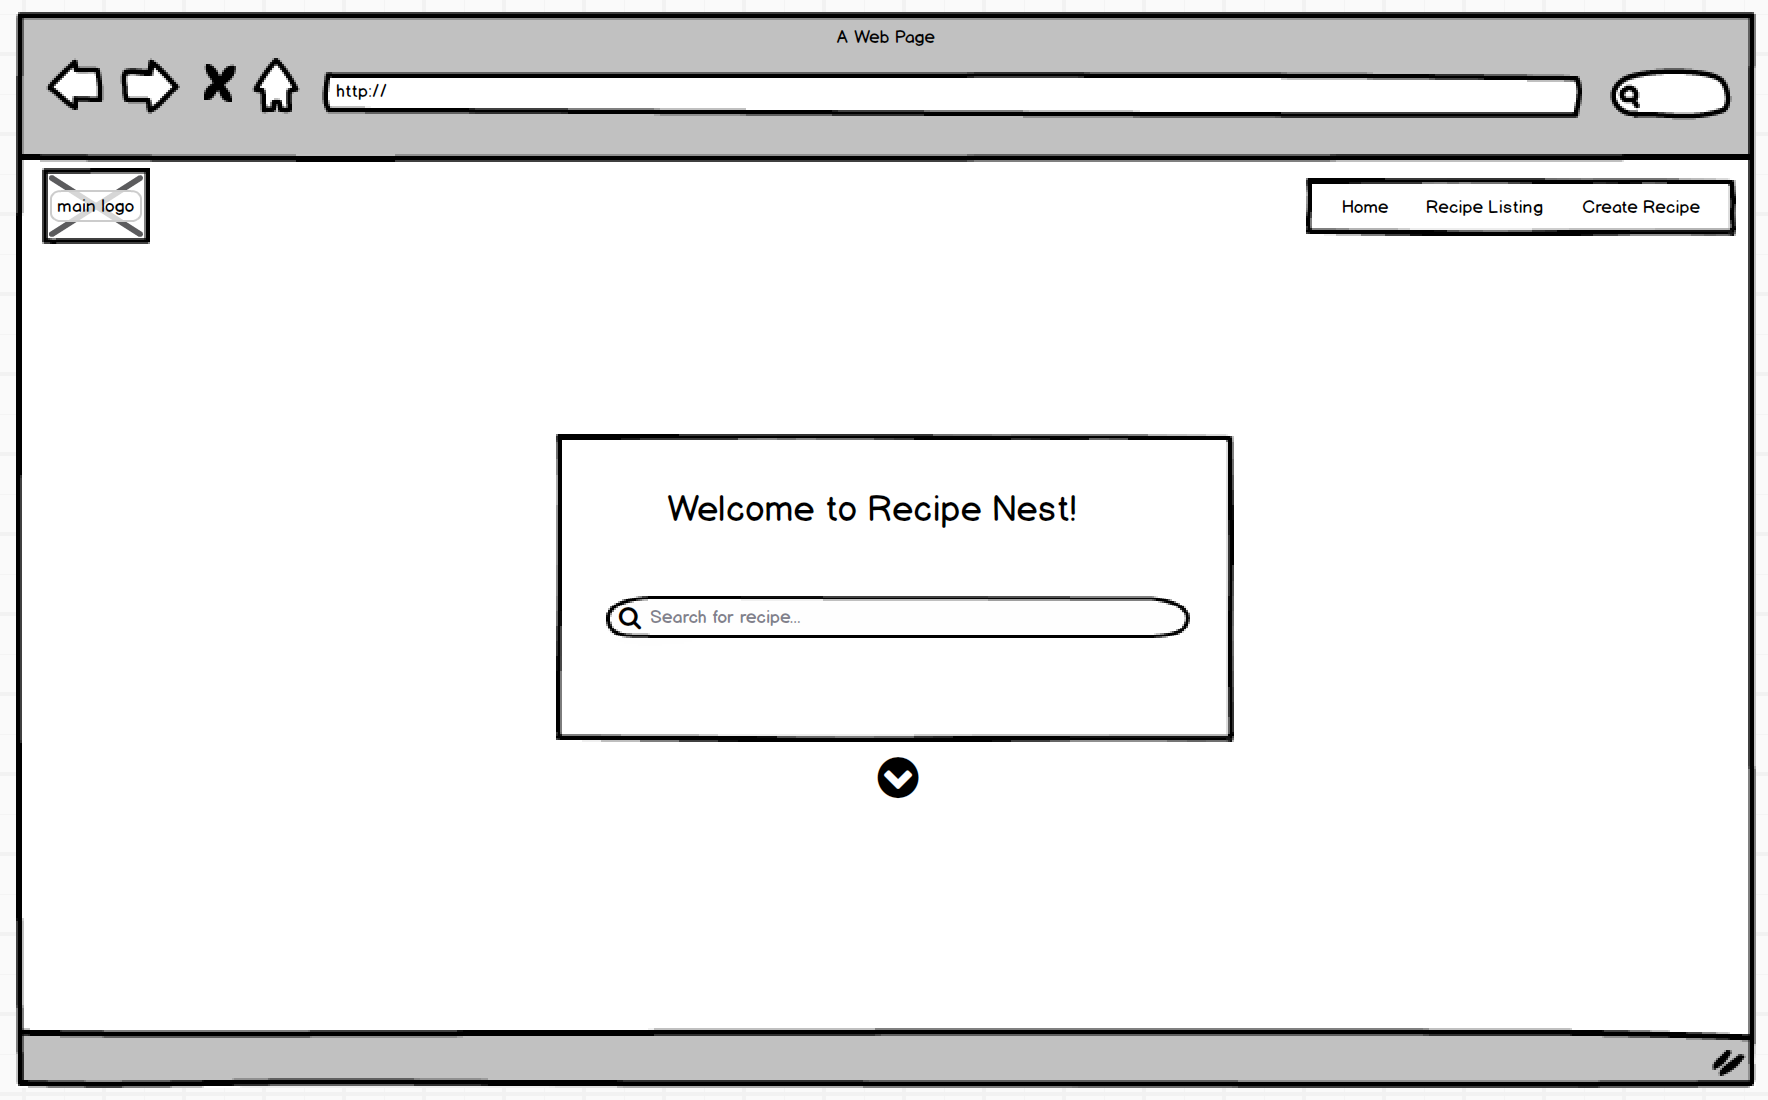 A Web Page
http://
main logo
Home Recipe Listing Create Recipe
Welcome to Recipe Nest!
Search for recipe...